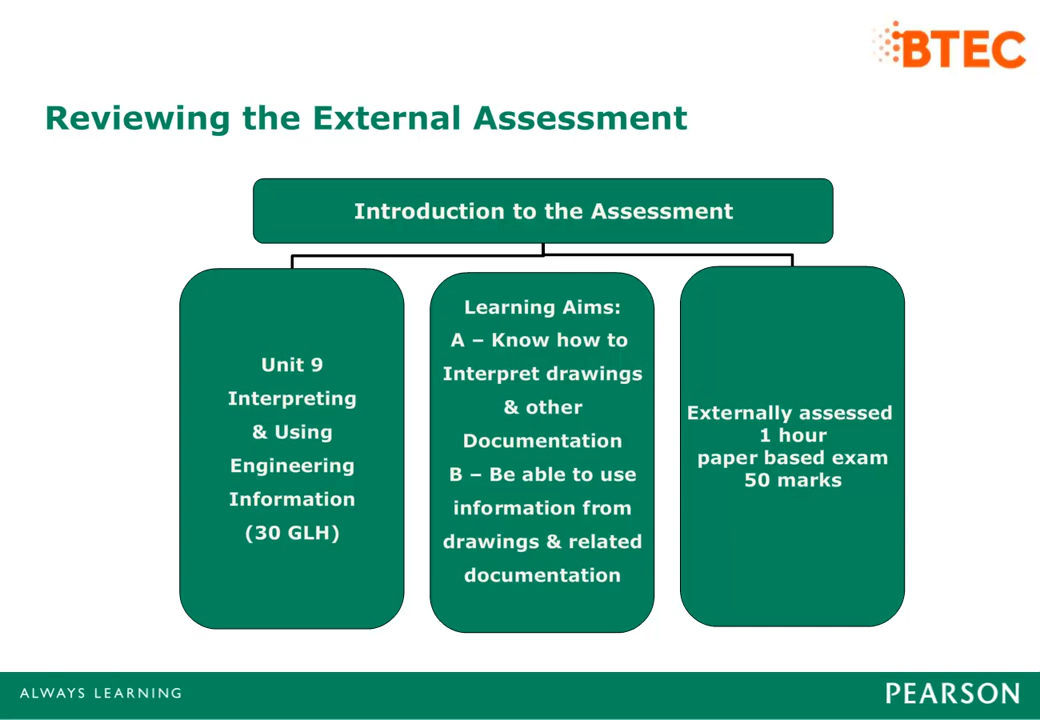 BTEC
Reviewing the External Assessment
Introduction to the Assessment
Unit 9
Interpreting
& Using
Engineering
Information
(30 GLH)
Learning Aims:
A – Know how to
Interpret drawings
& other
Documentation
B – Be able to use
information from
drawings & related
documentation
Externally assessed
1 hour
paper based exam
50 marks
ALWAYS LEARNING
PEARSON